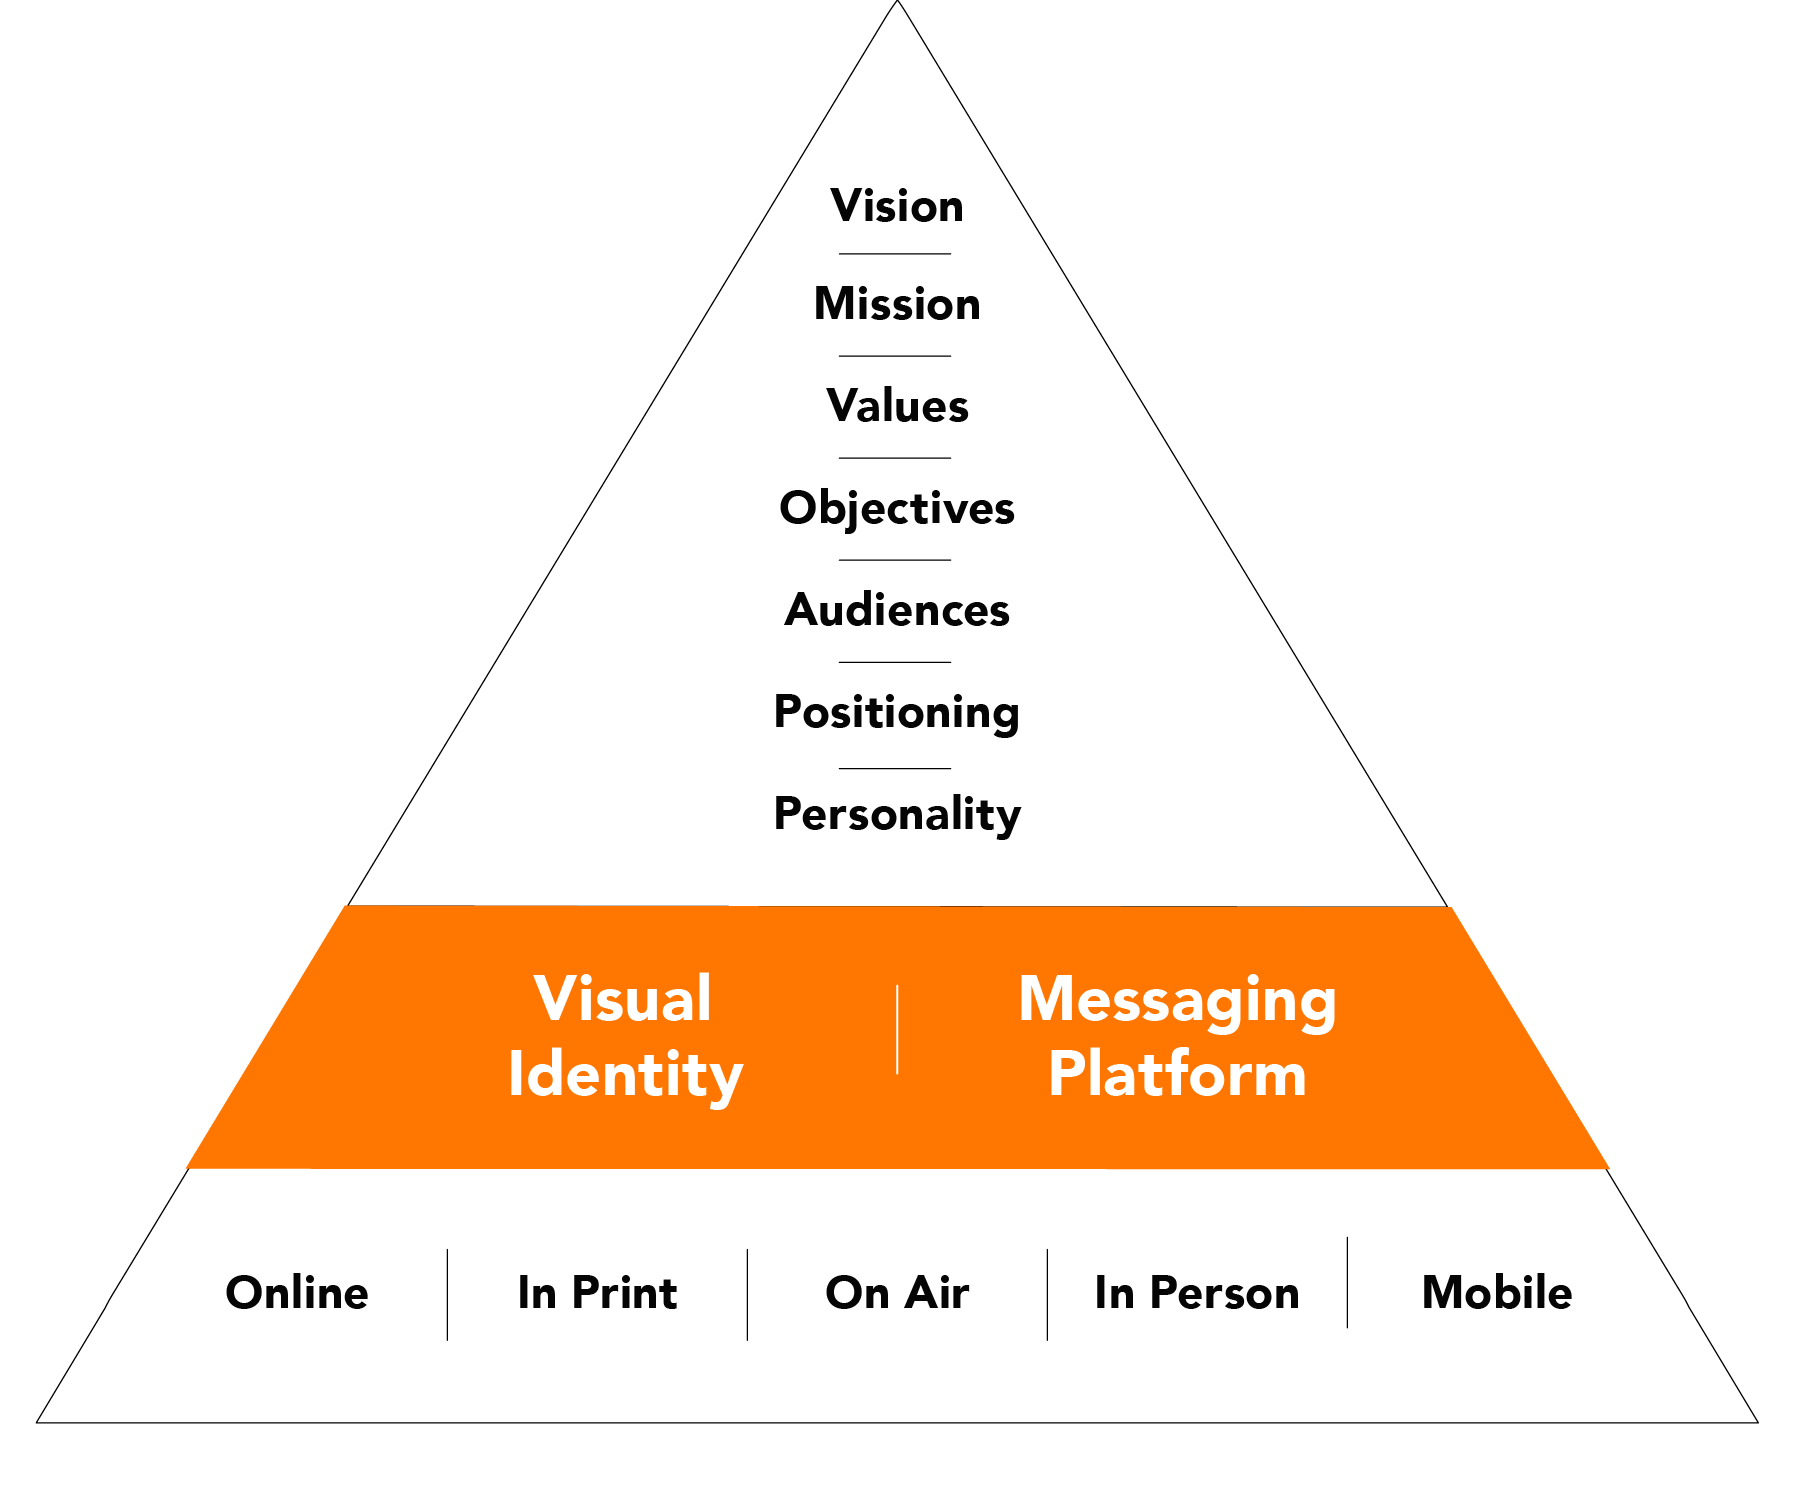 Vision
Mission
Values
Objectives
Audiences
Positioning
Personality
Visual
Identity
Messaging
Platform
Online
In Print
On Air
In Person
Mobile